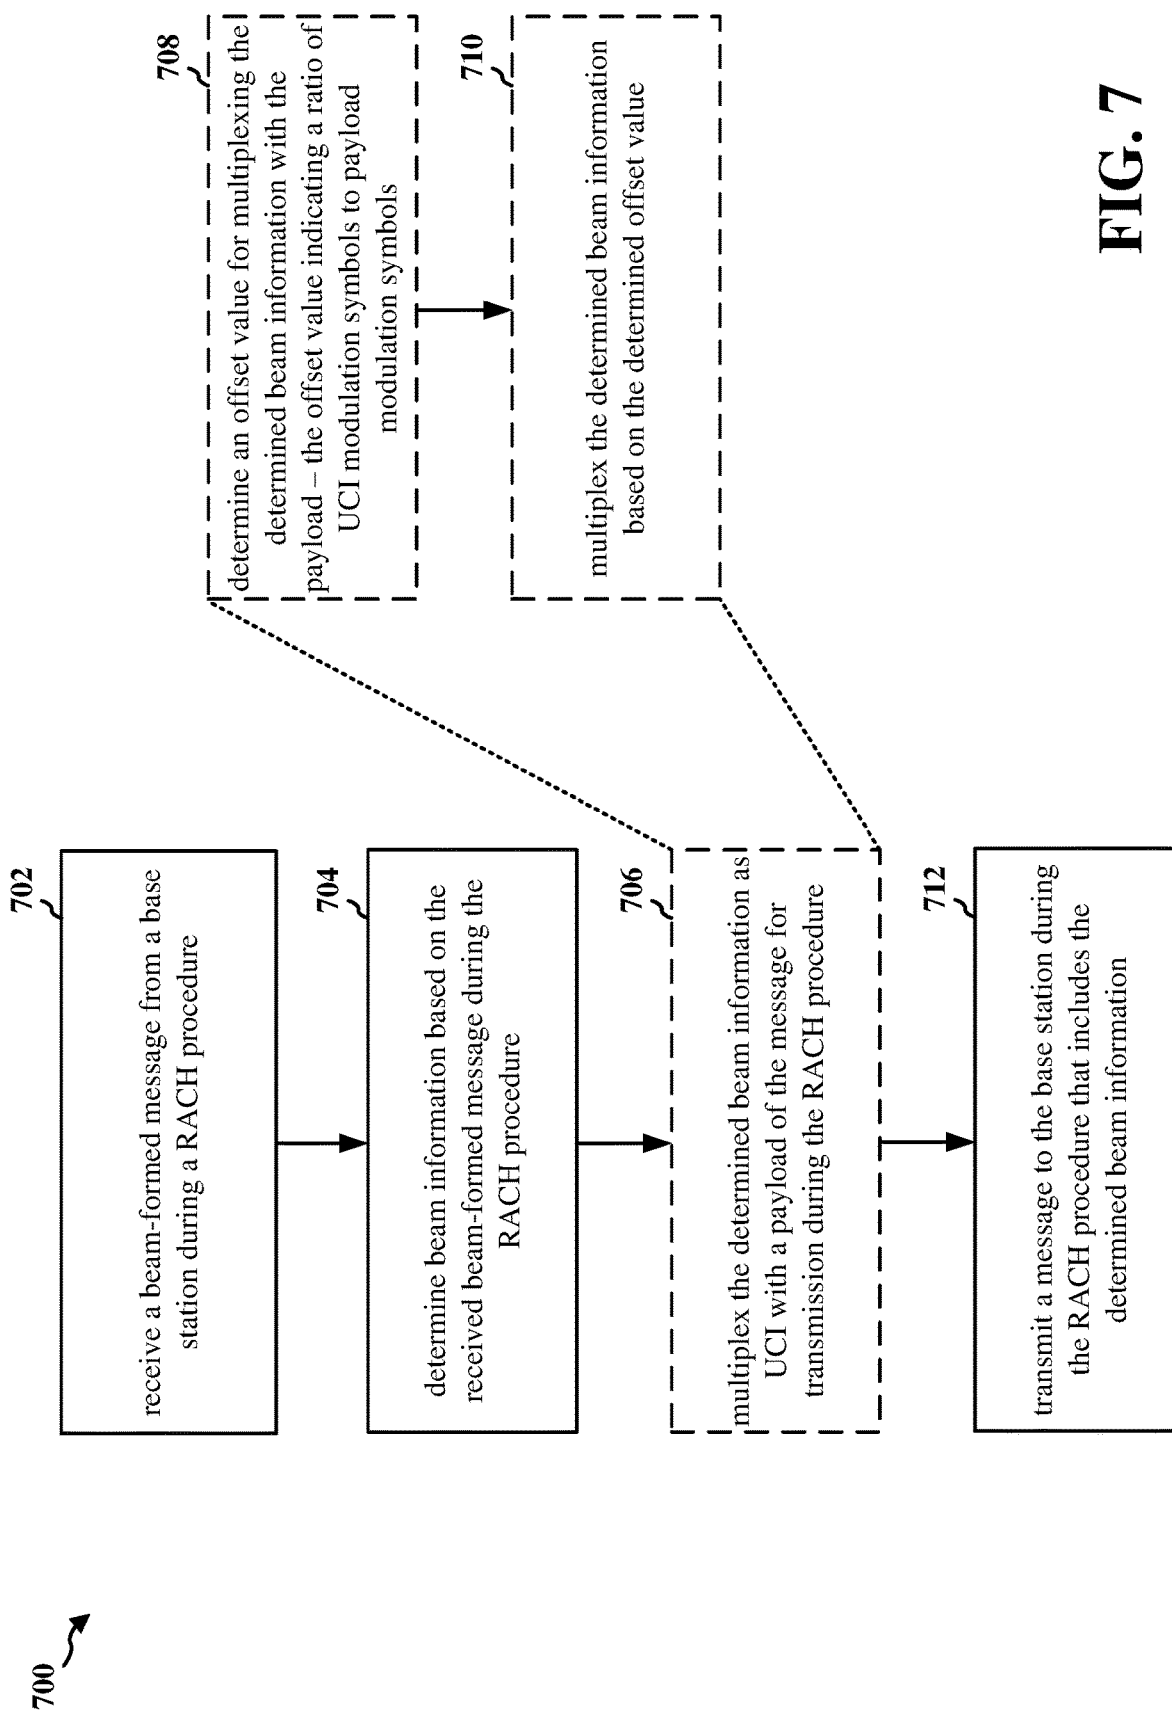 700
702
receive a beam-formed message from a base
station during a RACH procedure
704
determine beam information based on the
received beam-formed message during the
RACH procedure
706
multiplex the determined beam information as
UCI with a payload of the message for
transmission during the RACH procedure
708
determine an offset value for multiplexing the
determined beam information with the
payload – the offset value indicating a ratio of
UCI modulation symbols to payload
modulation symbols
710
multiplex the determined beam information
based on the determined offset value
712
transmit a message to the base station during
the RACH procedure that includes the
determined beam information
FIG. 7